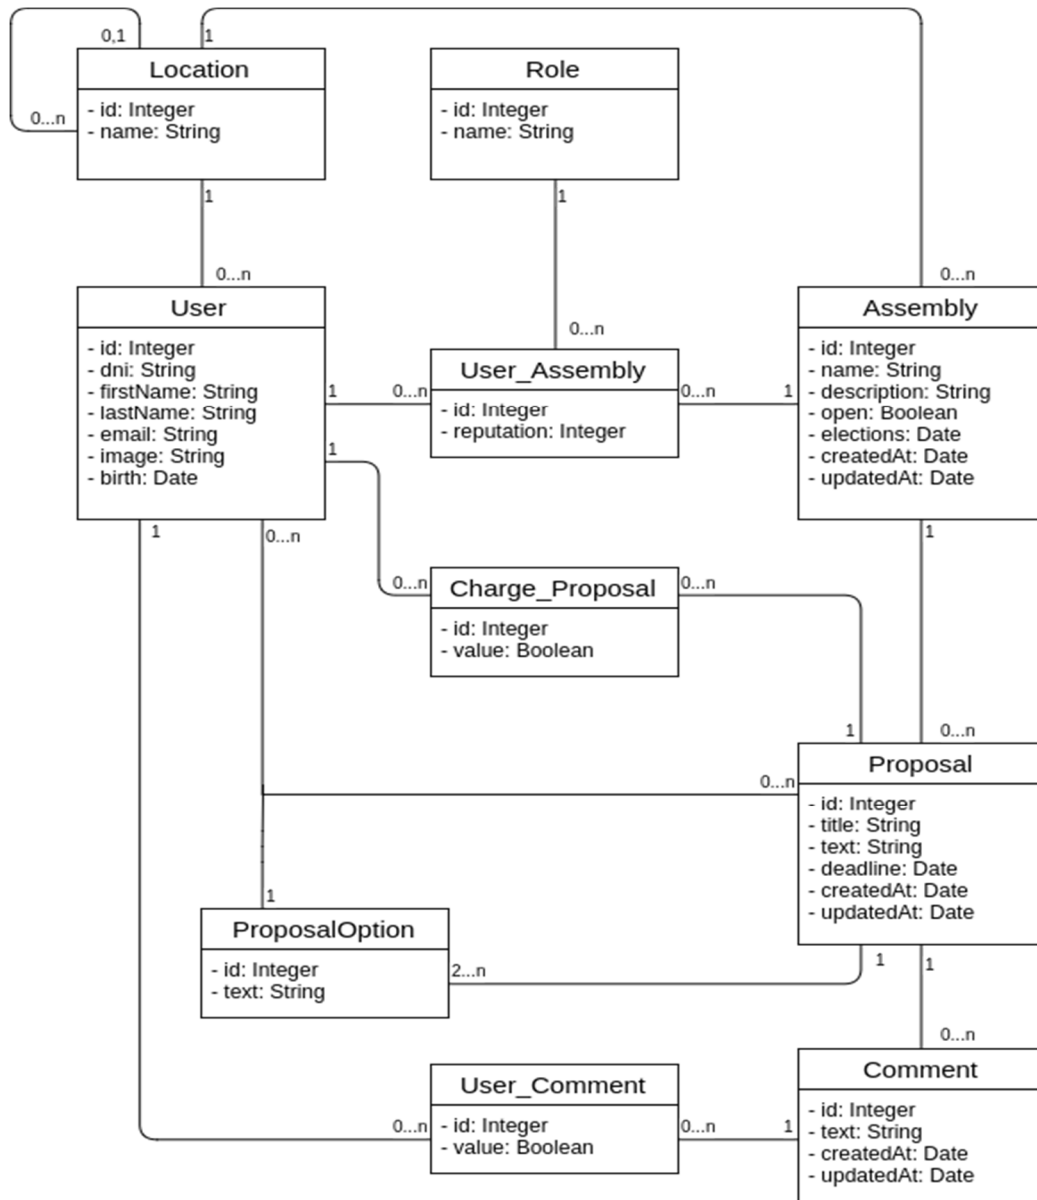 0,1
1
Location
- id: Integer
- name: String
0...n
1
Role
- id: Integer
- name: String
1
0...n
0...n
0...n
User
- id: Integer
- dni: String
- firstName: String
- lastName: String
- email: String
- image: String
- birth: Date
1
1
1
0...n
0...n
User_Assembly
- id: Integer
- reputation: Integer
0...n
1
Assembly
- id: Integer
- name: String
- description: String
- open: Boolean
- elections: Date
- createdAt: Date
- updatedAt: Date
1
0...n
Charge_Proposal
- id: Integer
- value: Boolean
0...n
1
0...n
0...n
Proposal
- id: Integer
- title: String
- text: String
- deadline: Date
- createdAt: Date
- updatedAt: Date
1
ProposalOption
- id: Integer
- text: String
2...n
1
1
0...n
User_Comment
- id: Integer
- value: Boolean
0...n
0...n
1
Comment
- id: Integer
- text: String
- createdAt: Date
- updatedAt: Date